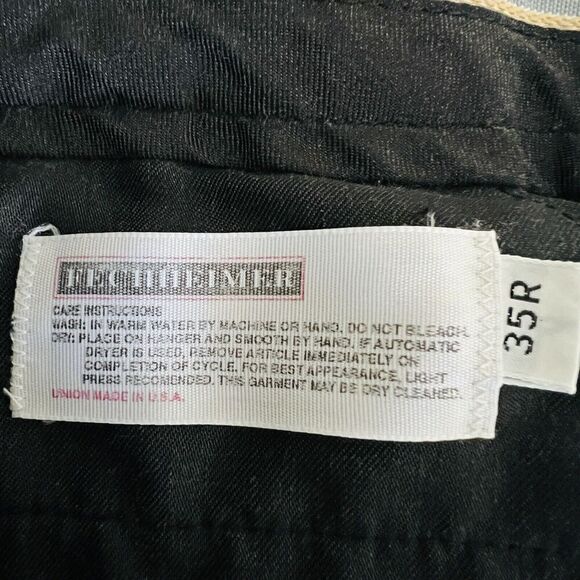 FECHHEIMER
CARE INSTRUCTIONS
WASH: IN WARM WATER BY MACHINE OR HAND. DO NOT BLEACH.
DRY: PLACE ON HANGER AND SMOOTH BY HAND. IF AUTOMATIC
DRYER IS USED, REMOVE ARTICLE IMMEDIATELY ON
COMPLETION OF CYCLE. FOR BEST APPEARANCE, LIGHT
PRESS RECOMENDED. THIS GARMENT MAY BE DRY CLEANED.
UNION MADE IN U.S.A.
35R